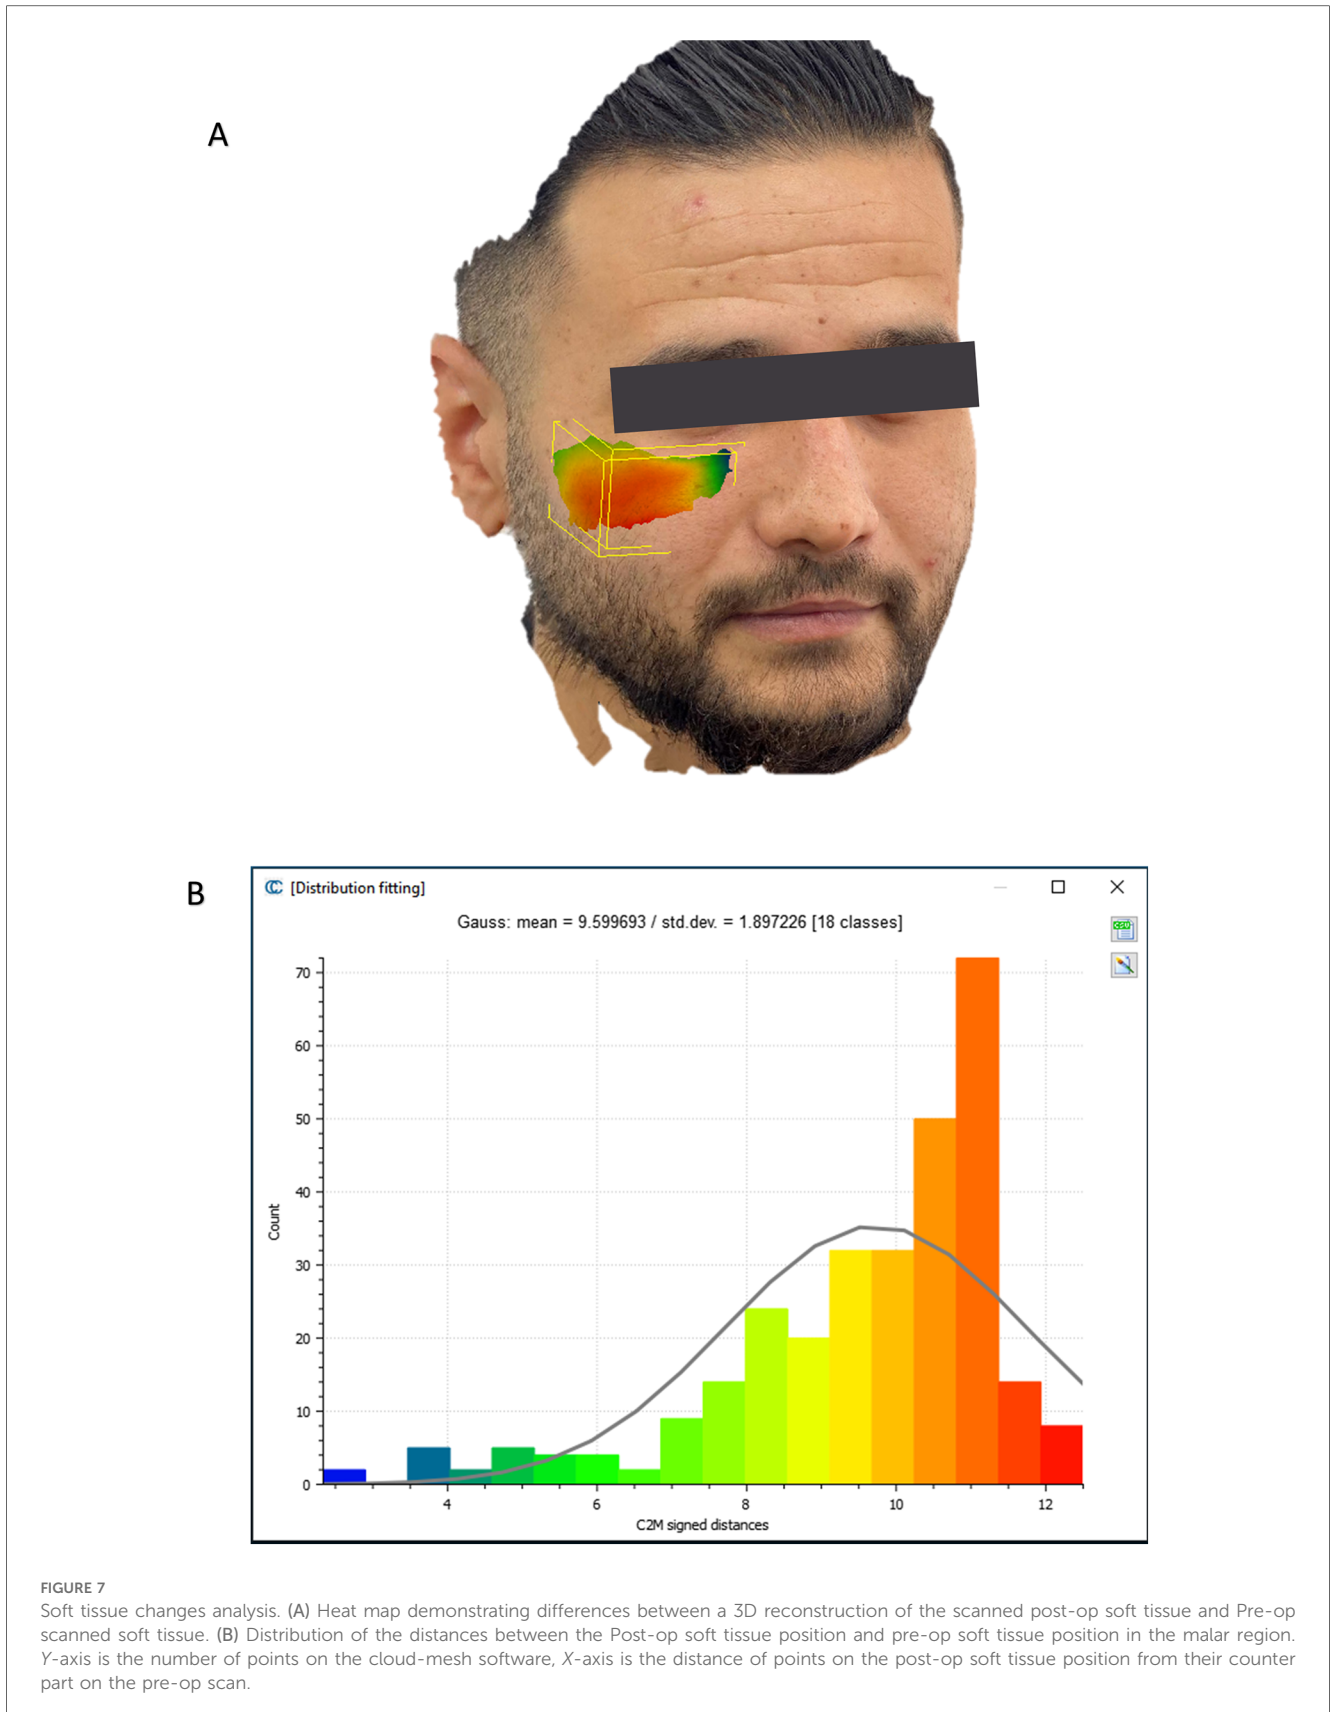 A
B
[Distribution fitting]
Gauss: mean = 9.599693 / std.dev. = 1.897226 [18 classes]
CSV
70
60
50
40
30
20
10
0
Count
4 6 8 10 12
C2M signed distances
FIGURE 7
Soft tissue changes analysis. (A) Heat map demonstrating differences between a 3D reconstruction of the scanned post-op soft tissue and Pre-op
scanned soft tissue. (B) Distribution of the distances between the Post-op soft tissue position and pre-op soft tissue position in the malar region.
Y-axis is the number of points on the cloud-mesh software, X-axis is the distance of points on the post-op soft tissue position from their counter
part on the pre-op scan.